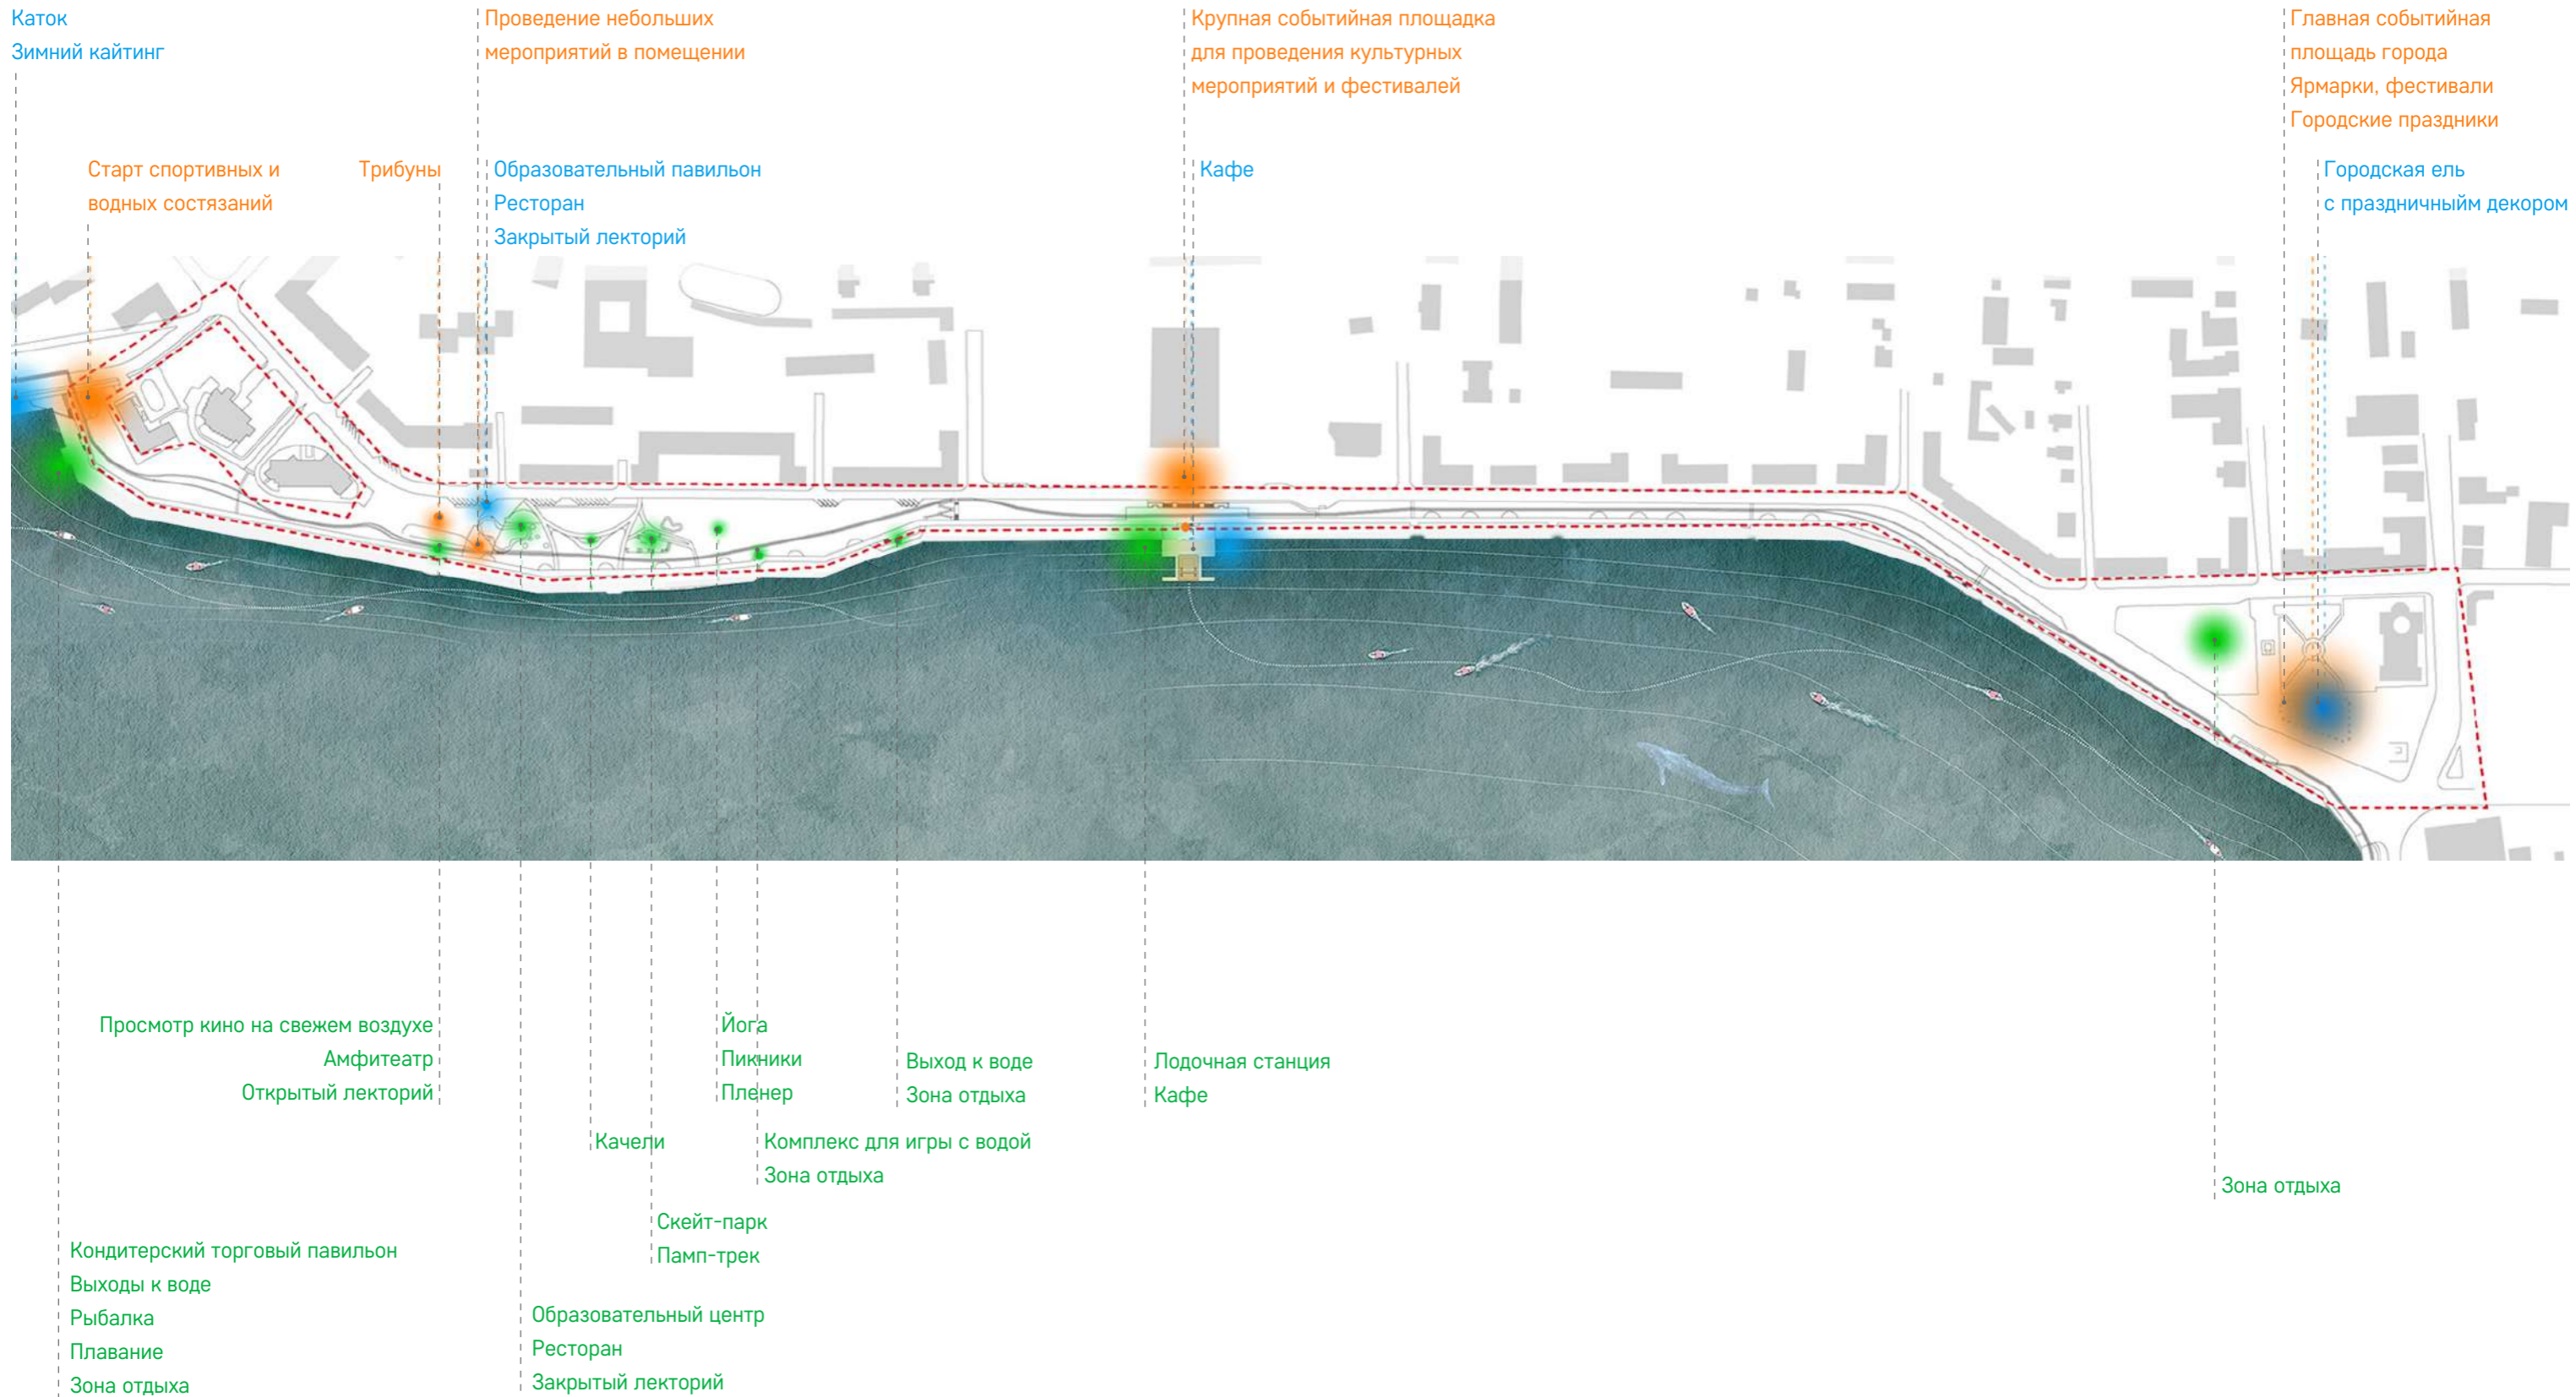 Каток
Зимний кайтинг
Проведение небольших
мероприятий в помещении
Крупная событийная площадка
для проведения культурных
мероприятий и фестивалей
Главная событийная
площадь города
Ярмарки, фестивали
Городские праздники
Старт спортивных и
водных состязаний
Трибуны
Образовательный павильон
Ресторан
Закрытый лекторий
Кафе
Городская ель
с праздничныйм декором
Просмотр кино на свежем воздухе
Амфитеатр
Открытый лекторий
Йога
Пикники
Пленер
Выход к воде
Зона отдыха
Лодочная станция
Кафе
Качели
Комплекс для игры с водой
Зона отдыха
Зона отдыха
Скейт-парк
Памп-трек
Кондитерский торговый павильон
Выходы к воде
Рыбалка
Плавание
Зона отдыха
Образовательный центр
Ресторан
Закрытый лекторий